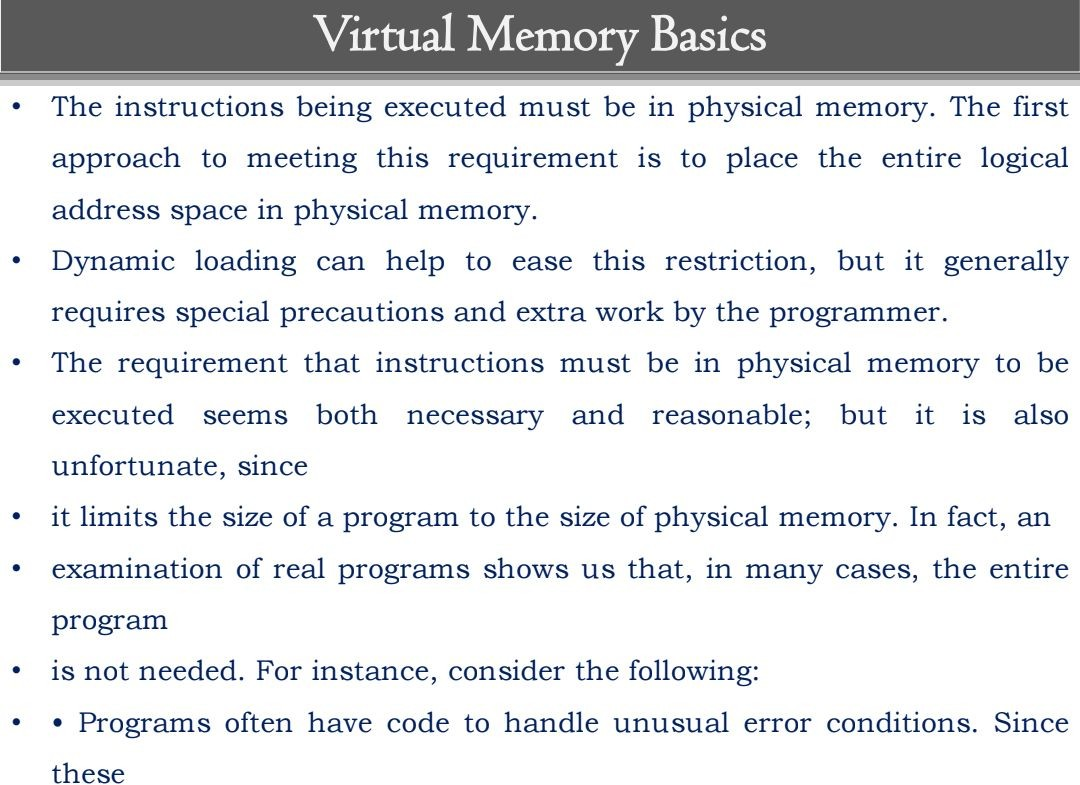 Virtual Memory Basics
• The instructions being executed must be in physical memory. The first
approach to meeting this requirement is to place the entire logical
address space in physical memory.
• Dynamic loading can help to ease this restriction, but it generally
requires special precautions and extra work by the programmer.
• The requirement that instructions must be in physical memory to be
executed seems both necessary and reasonable; but it is also
unfortunate, since
• it limits the size of a program to the size of physical memory. In fact, an
• examination of real programs shows us that, in many cases, the entire
program
• is not needed. For instance, consider the following:
• • Programs often have code to handle unusual error conditions. Since
these